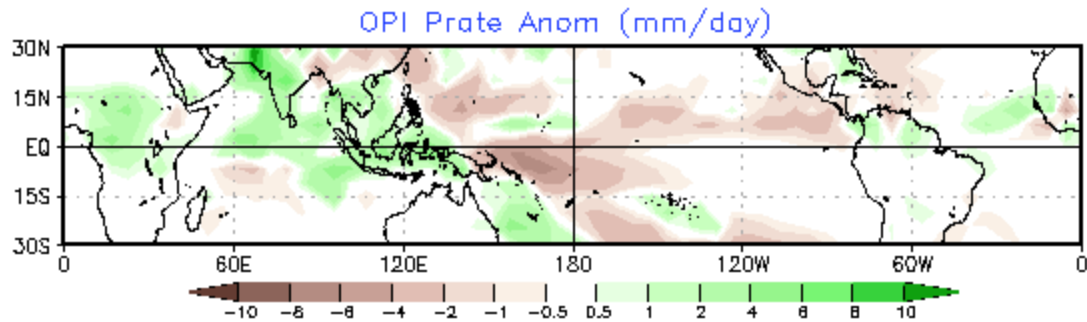 OPI Prate Anom (mm/day)
30N
15N
EQ
15S
30S
0 60E 120E 180 120W 60W 0
-10 -8 -6 -4 -2 -1 -0.5 0.5 1 2 4 6 8 10